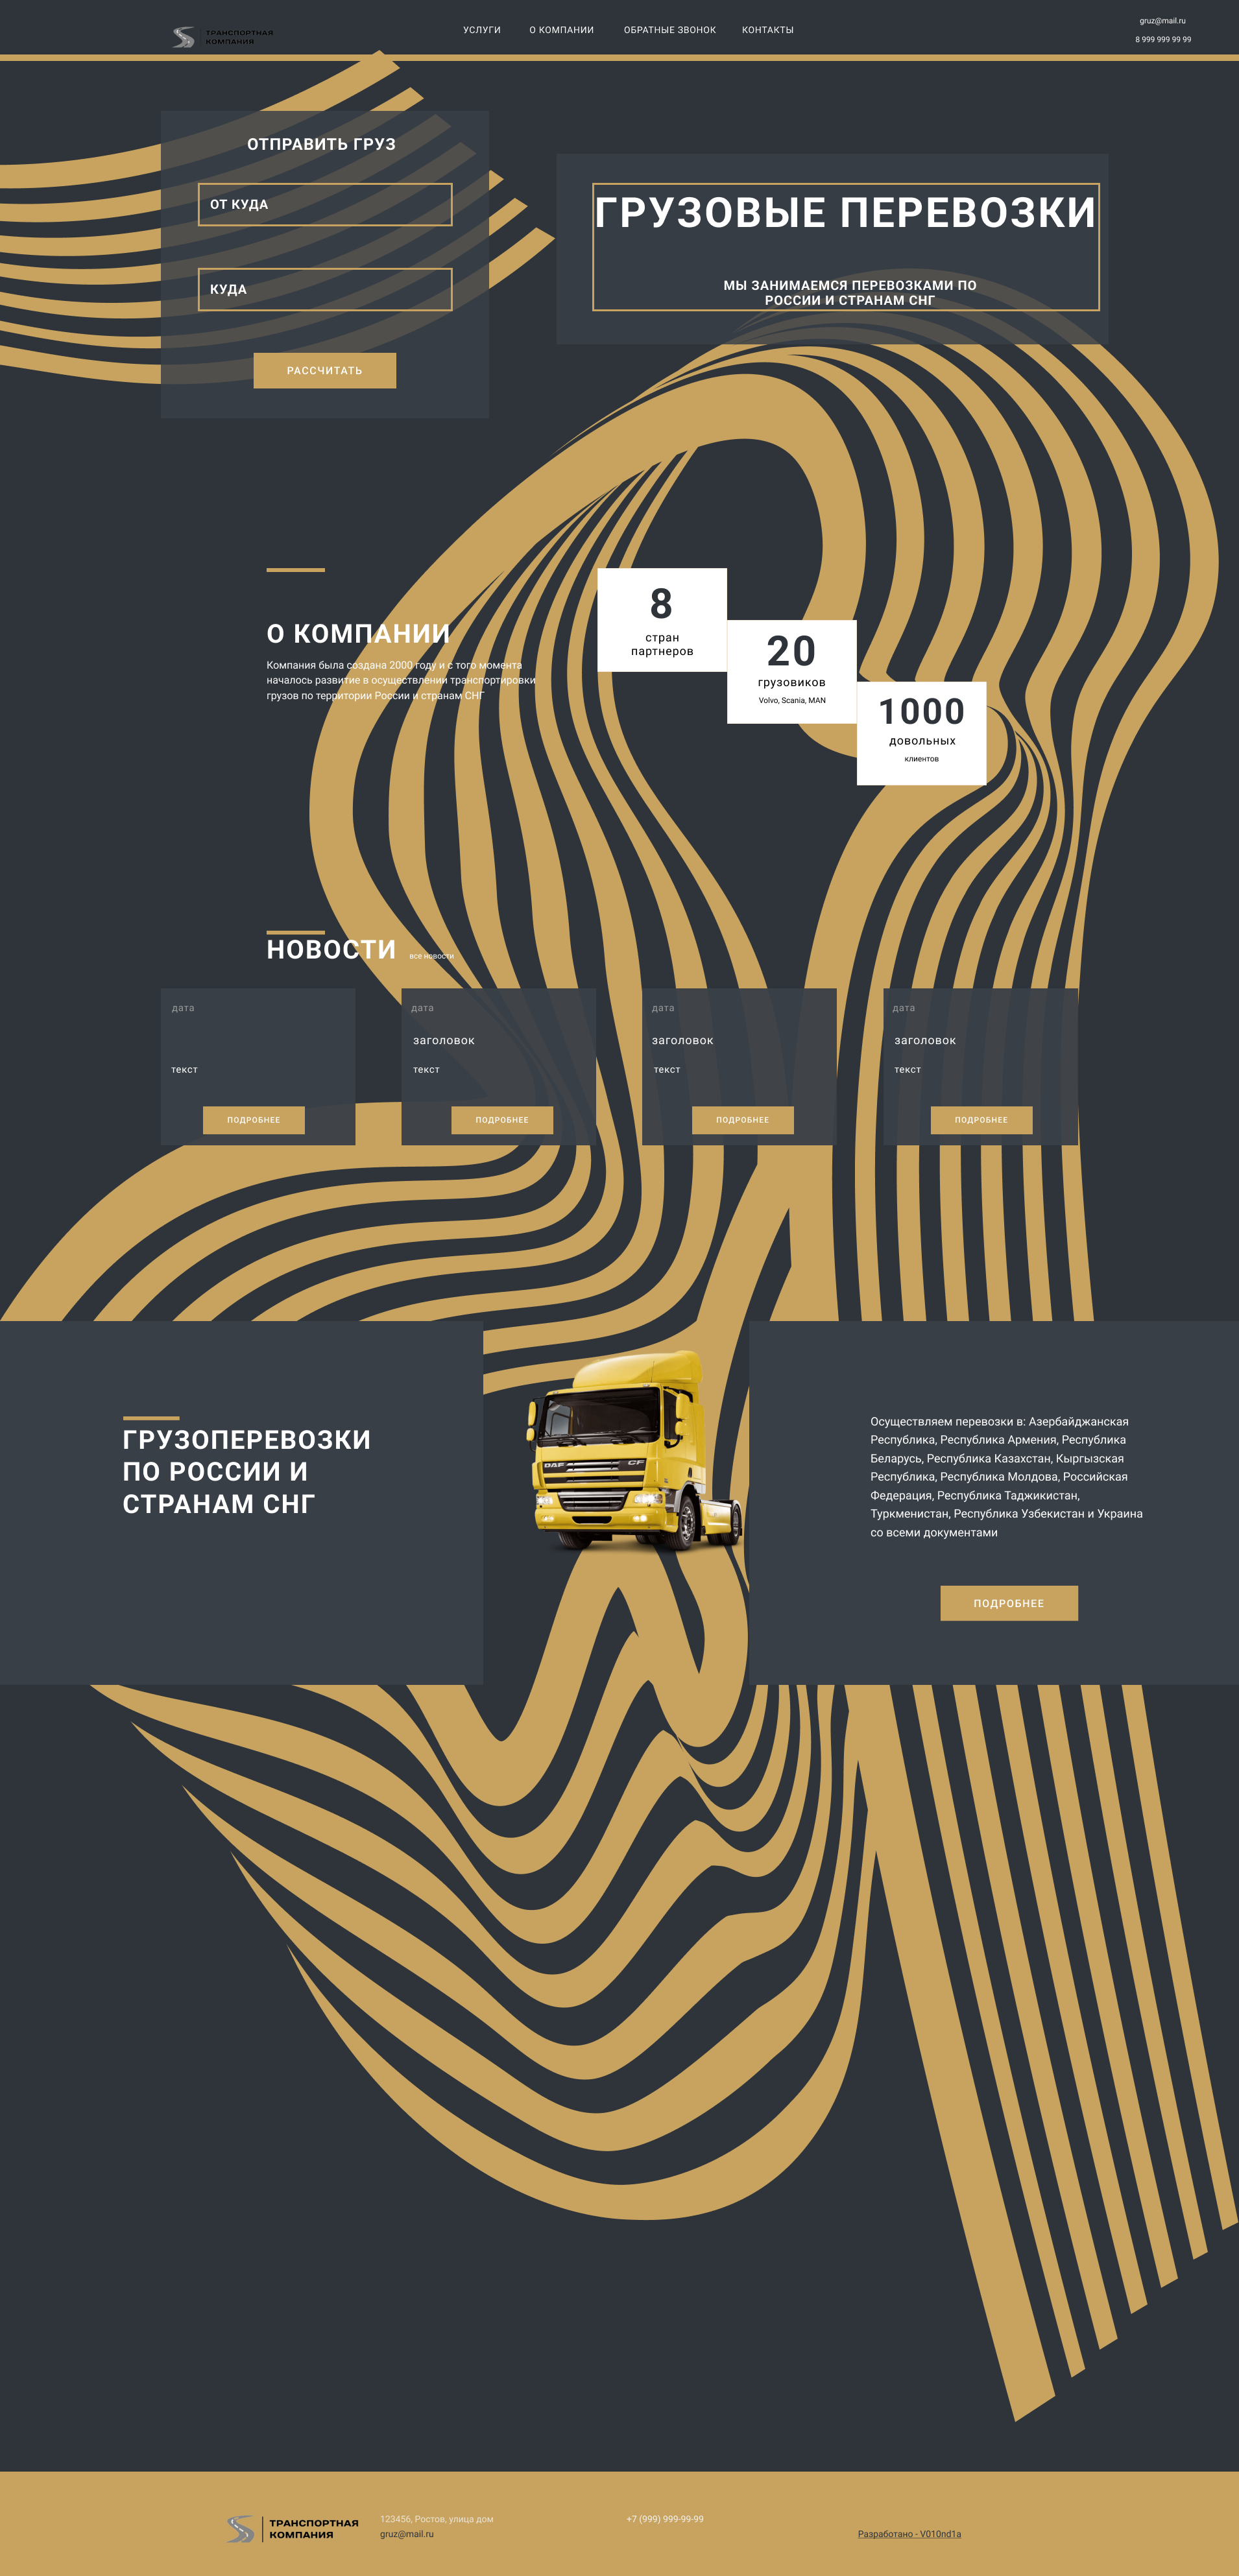 ТРАНСПОРТНАЯ
КОМПАНИЯ
УСЛУГИ
О КОМПАНИИ
ОБРАТНЫЕ ЗВОНОК
КОНТАКТЫ
gruz@mail.ru
8 999 999 99 99
ОТПРАВИТЬ ГРУЗ
ОТ КУДА
КУДА
РАССЧИТАТЬ
ГРУЗОВЫЕ ПЕРЕВОЗКИ
МЫ ЗАНИМАЕМСЯ ПЕРЕВОЗКАМИ ПО
РОССИИ И СТРАНАМ СНГ
О КОМПАНИИ
Компания была создана 2000 году и с того момента
началось развитие в осуществлении транспортировки
грузов по территории России и странам СНГ
8
стран
партнеров
20
грузовиков
Volvo, Scania, MAN
1000
довольных
клиентов
НОВОСТИ
все новости
дата
текст
ПОДРОБНЕЕ
дата
заголовок
текст
ПОДРОБНЕЕ
дата
заголовок
текст
ПОДРОБНЕЕ
дата
заголовок
текст
ПОДРОБНЕЕ
ГРУЗОПЕРЕВОЗКИ
ПО РОССИИ И
СТРАНАМ СНГ
DAF
CF
Осуществляем перевозки в: Азербайджанская
Республика, Республика Армения, Республика
Беларусь, Республика Казахстан, Кыргызская
Республика, Республика Молдова, Российская
Федерация, Республика Таджикистан,
Туркменистан, Республика Узбекистан и Украина
со всеми документами
ПОДРОБНЕЕ
ТРАНСПОРТНАЯ
КОМПАНИЯ
123456, Ростов, улица дом
gruz@mail.ru
+7 (999) 999-99-99
Разработано - V010nd1a